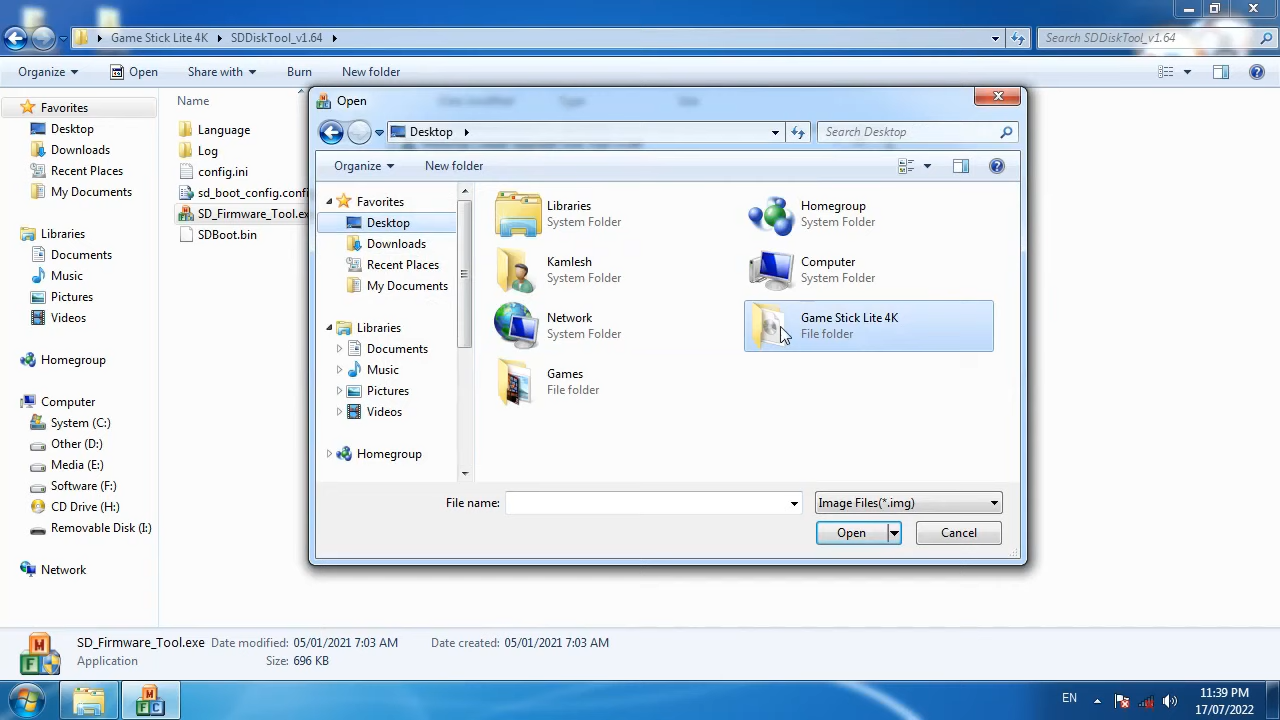 Game Stick Lite 4K
SDDiskTool_v1.64
Search SDDiskTool_v1.64
Organize
Open
Share with
Burn
New folder
Favorites
Desktop
Downloads
Recent Places
My Documents
Libraries
Documents
Music
Pictures
Videos
Homegroup
Computer
System (C:)
Other (D:)
Media (E:)
Software (F:)
CD Drive (H:)
Removable Disk (I:)
Network
Name
Language
Log
config.ini
sd_boot_config.confi
SD_Firmware_Tool.ex
SDBoot.bin
Open
Desktop
Search Desktop
Organize
New folder
Favorites
Desktop
Downloads
Recent Places
My Documents
Libraries
Documents
Music
Pictures
Videos
Homegroup
Libraries
System Folder
Homegroup
System Folder
Kamlesh
System Folder
Computer
System Folder
Network
System Folder
Game Stick Lite 4K
File folder
Games
File folder
File name:
Image Files(*.img)
Open
Cancel
SD_Firmware_Tool.exe
Date modified: 05/01/2021 7:03 AM
Date created: 05/01/2021 7:03 AM
Application
Size: 696 KB
EN
11:39 PM
17/07/2022